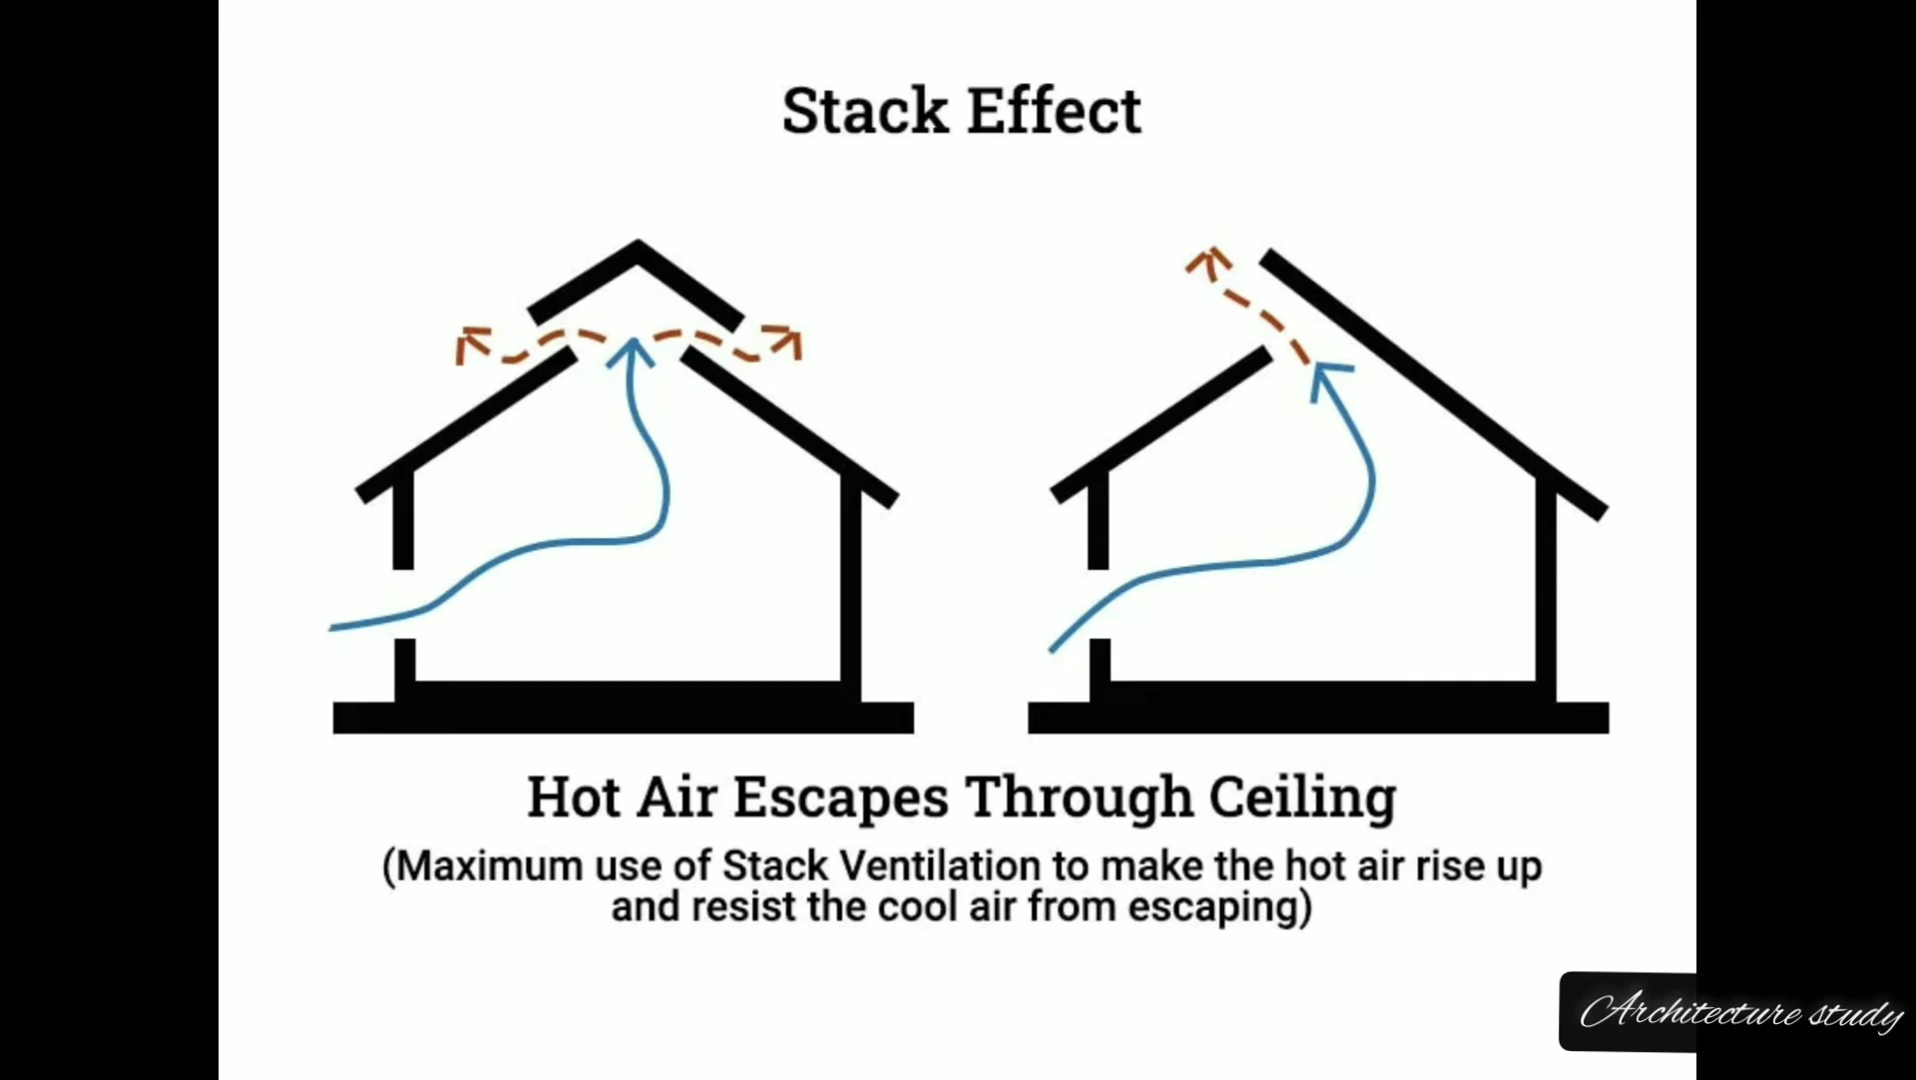 Stack Effect
Hot Air Escapes Through Ceiling
(Maximum use of Stack Ventilation to make the hot air rise up
and resist the cool air from escaping)
Architecture study